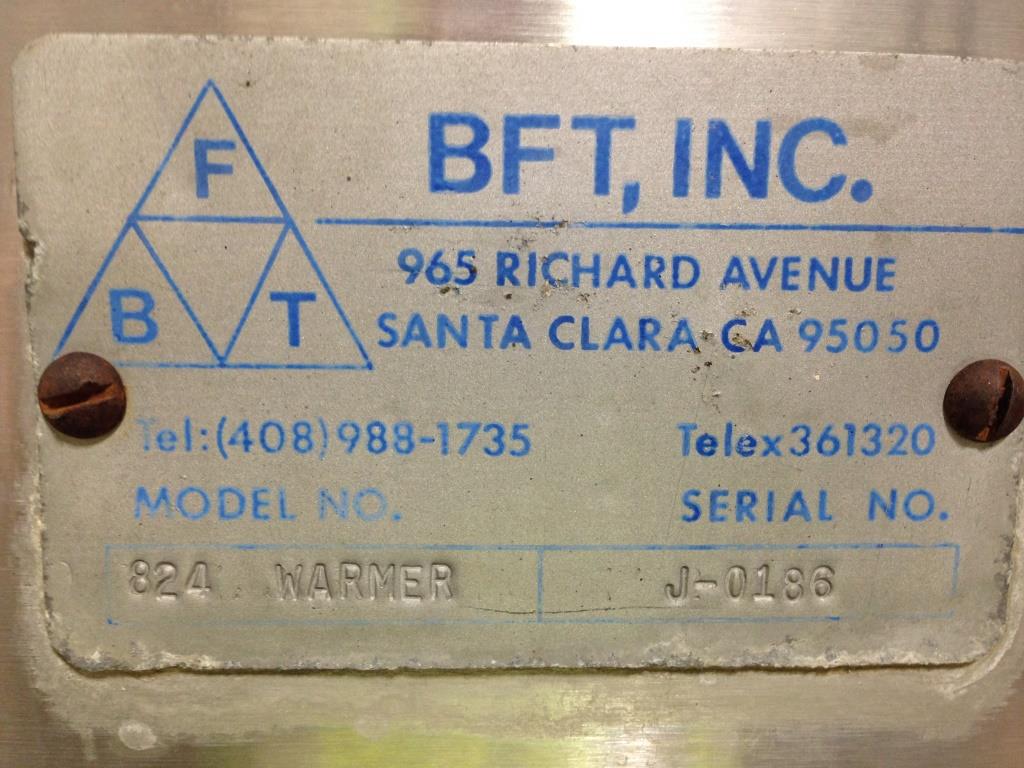 F
B T
BFT, INC.
965 RICHARD AVENUE
SANTA CLARA CA 95050
Tel:(408)988-1735 Telex361320
MODEL NO. SERIAL NO.
824 WARMER J-0186